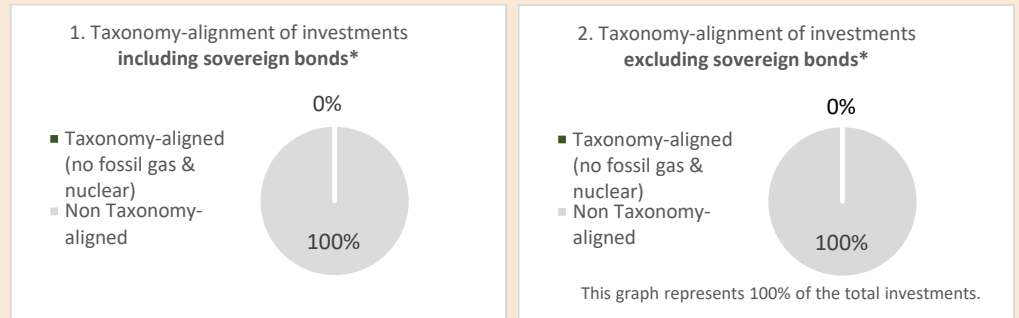 1. Taxonomy-alignment of investments
including sovereign bonds*
0%
Taxonomy-aligned
(no fossil gas &
nuclear)
Non Taxonomy-
aligned
100%
2. Taxonomy-alignment of investments
excluding sovereign bonds*
0%
Taxonomy-aligned
(no fossil gas &
nuclear)
Non Taxonomy-
aligned
100%
This graph represents 100% of the total investments.